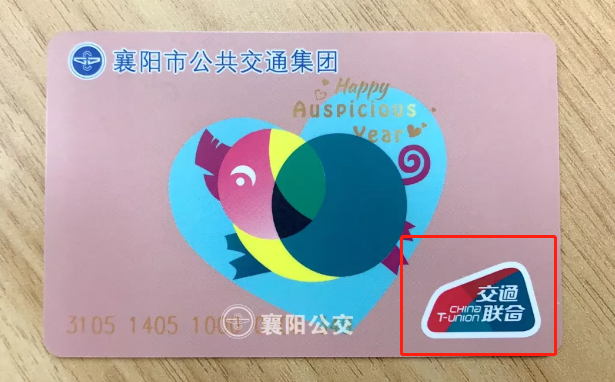 襄阳市公共交通集团
Happy
Auspicious
Year
交通
联合
CHINA
T-UNION
3105 1405
襄阳公交